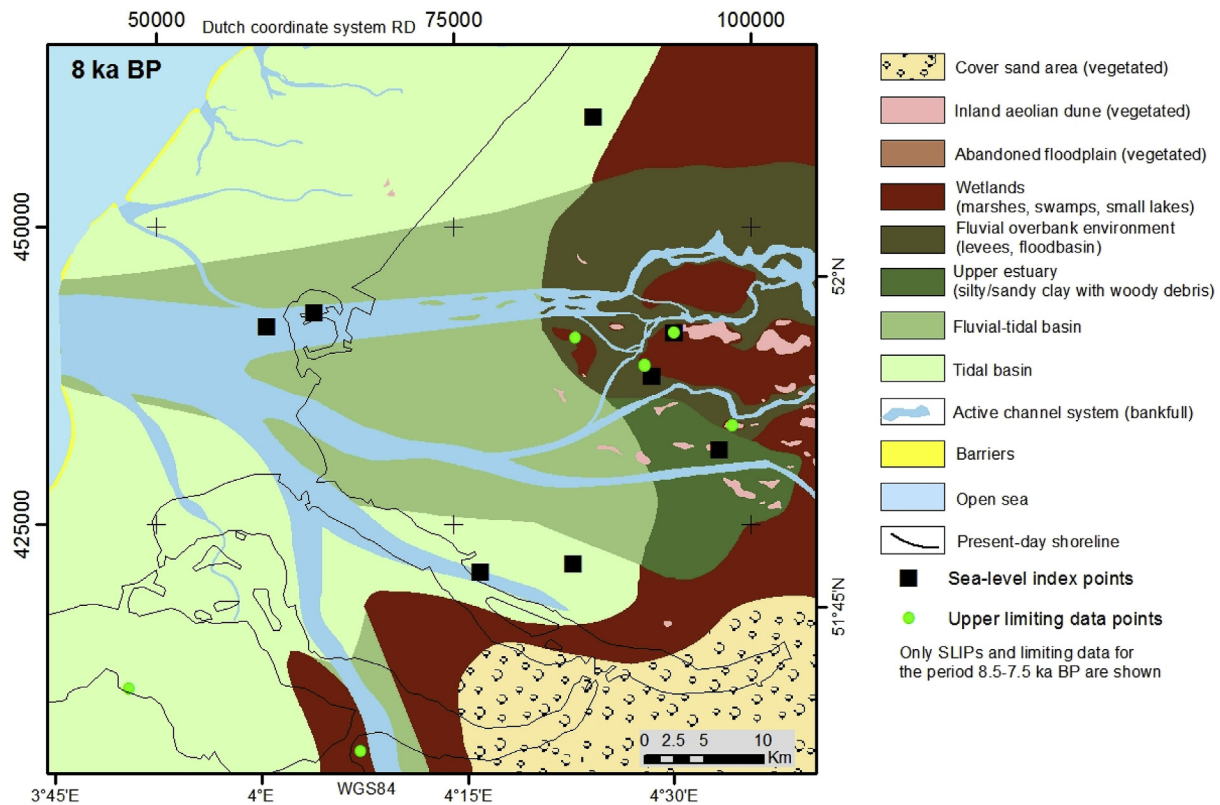 50000
75000
100000
Dutch coordinate system RD
8 ka BP
450000
425000
52°N
51°45'N
0 2.5 5 10
Km
WGS84
3°45'E
4°E
4°15'E
4°30'E
Cover sand area (vegetated)
Inland aeolian dune (vegetated)
Abandoned floodplain (vegetated)
Wetlands
(marshes, swamps, small lakes)
Fluvial overbank environment
(levees, floodbasin)
Upper estuary
(silty/sandy clay with woody debris)
Fluvial-tidal basin
Tidal basin
Active channel system (bankfull)
Barriers
Open sea
Present-day shoreline
Sea-level index points
Upper limiting data points
Only SLIPs and limiting data for
the period 8.5-7.5 ka BP are shown